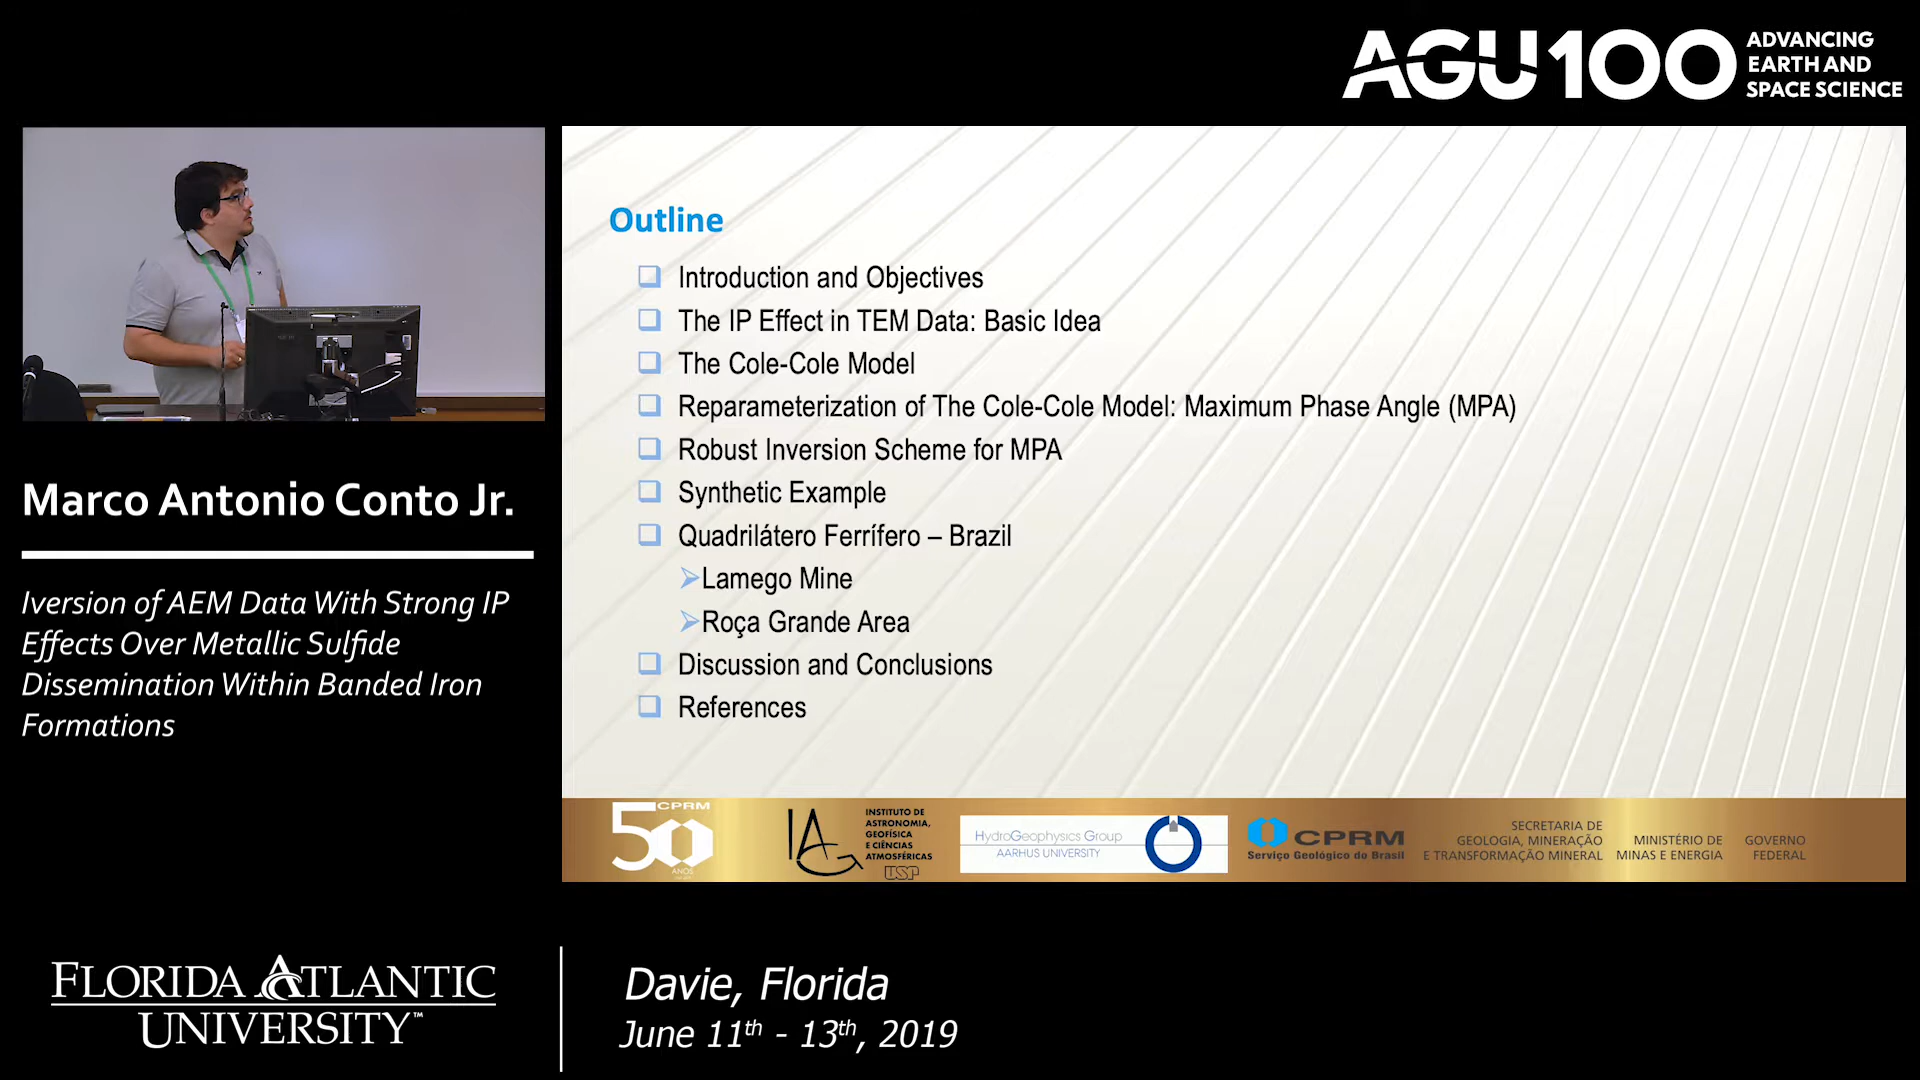 AGU100
ADVANCING
EARTH AND
SPACE SCIENCE
Marco Antonio Conto Jr.
Iversion of AEM Data With Strong IP
Effects Over Metallic Sulfide
Dissemination Within Banded Iron
Formations
Outline
Introduction and Objectives
The IP Effect in TEM Data: Basic Idea
The Cole-Cole Model
Reparameterization of The Cole-Cole Model: Maximum Phase Angle (MPA)
Robust Inversion Scheme for MPA
Synthetic Example
Quadrilátero Ferrífero – Brazil
Lamego Mine
Roça Grande Area
Discussion and Conclusions
References
CPRM
50
ANOS
IAG
INSTITUTO DE
ASTRONOMIA,
GEOFÍSICA
E CIÊNCIAS
ATMOSFÉRICAS
USP
HydroGeophysics Group
AARHUS UNIVERSITY
CPRM
Serviço Geológico do Brasil
SECRETARIA DE
GEOLOGIA, MINERAÇÃO
E TRANSFORMAÇÃO MINERAL
MINISTÉRIO DE
MINAS E ENERGIA
GOVERNO
FEDERAL
FLORIDA ATLANTIC
UNIVERSITY™
Davie, Florida
June 11th - 13th, 2019